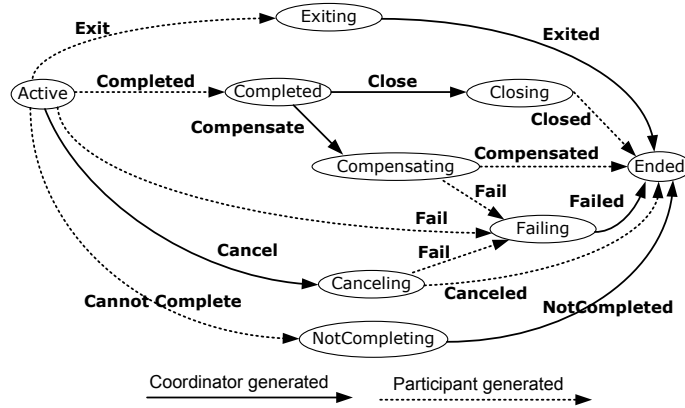 Exit
Exiting
Exited
Active
Completed
Completed
Close
Closing
Compensate
Closed
Compensating
Compensated
Ended
Fail
Fail
Failing
Failed
Cancel
Fail
Canceling
Canceled
Cannot Complete
NotCompleted
NotCompleting
Coordinator generated
Participant generated